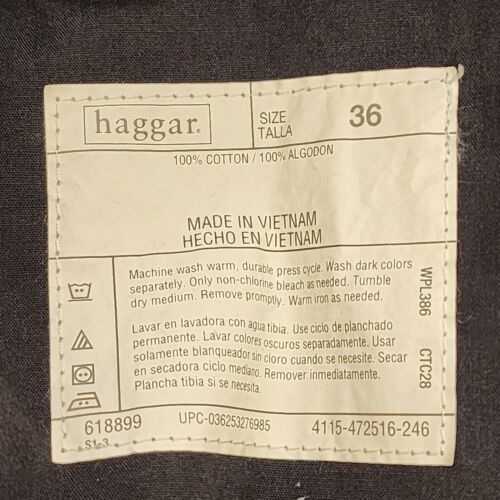 haggar.
SIZE
TALLA
36
100% COTTON / 100% ALGODON
MADE IN VIETNAM
HECHO EN VIETNAM
Machine wash warm, durable press cycle. Wash dark colors
separately. Only non-chlorine bleach as needed. Tumble
dry medium. Remove promptly. Warm iron as needed.
Lavar en lavadora con agua tibia. Use ciclo de planchado
permanente. Lavar colores oscuros separadamente. Usar
solamente blanqueador sin cloro cuando se necesite. Secar
en secadora ciclo mediano. Remover inmediatamente.
Plancha tibia si se necesita.
WPL386 CTC28
618899
S1-3
UPC-036253276985
4115-472516-246